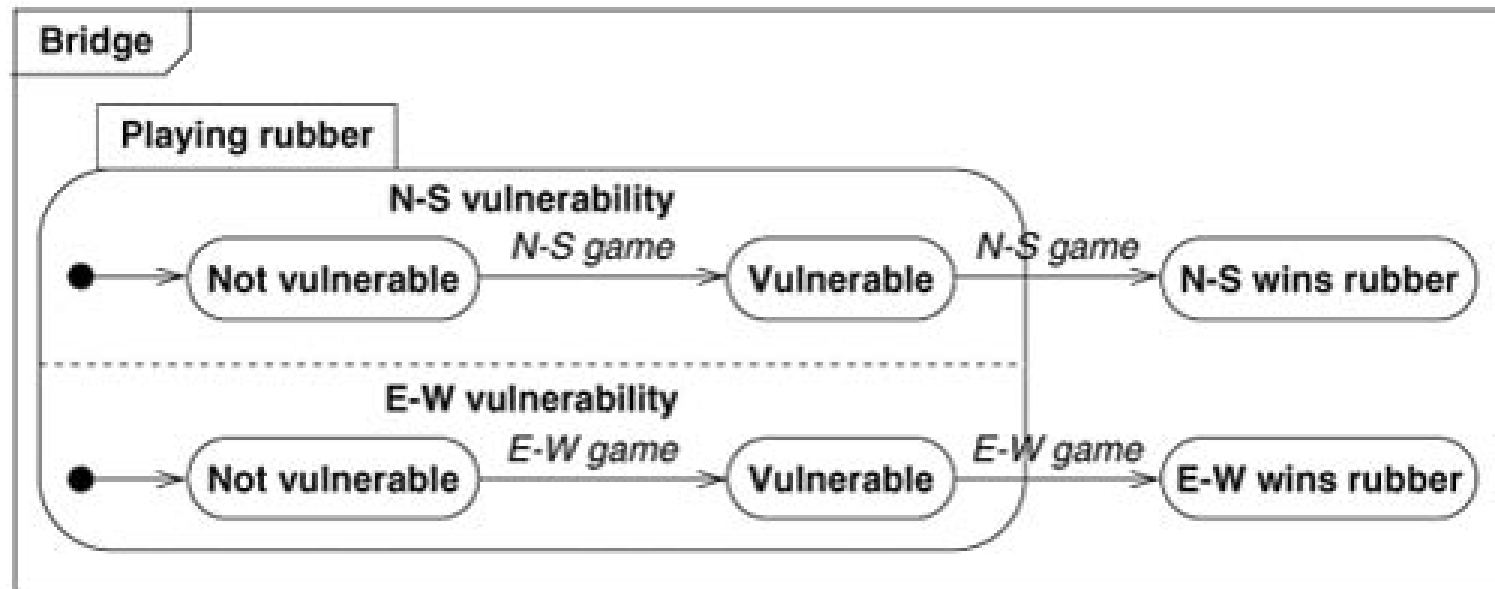 Bridge
Playing rubber
N-S vulnerability
N-S game
N-S game
Not vulnerable
Vulnerable
N-S wins rubber
E-W vulnerability
E-W game
E-W game
Not vulnerable
Vulnerable
E-W wins rubber